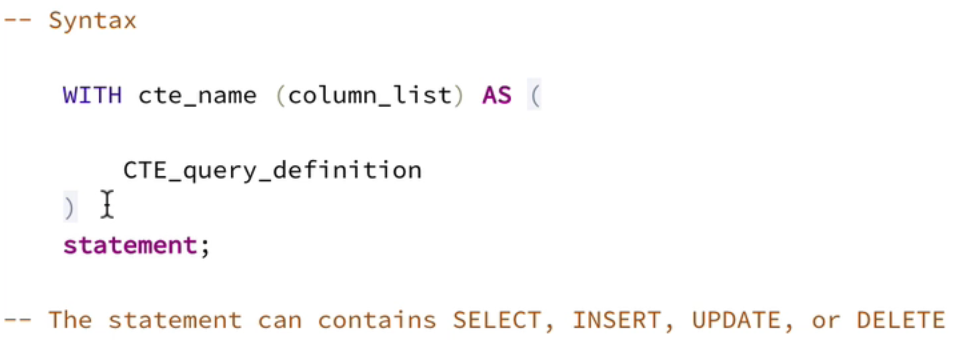 -- Syntax
WITH cte_name (column_list) AS (
CTE_query_definition
)
statement;
-- The statement can contains SELECT, INSERT, UPDATE, or DELETE